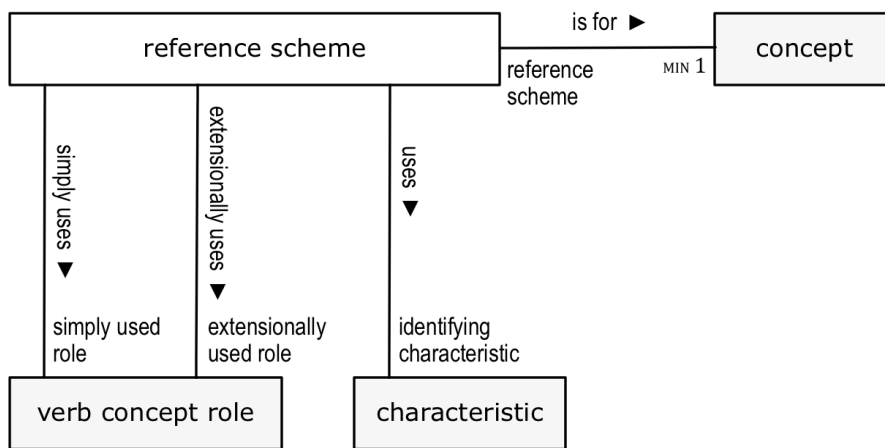 is for ►
reference scheme
concept
reference
scheme
MIN 1
simply uses ►
extensionally uses ►
uses ►
simply used
role
extensionally
used role
identifying
characteristic
verb concept role
characteristic